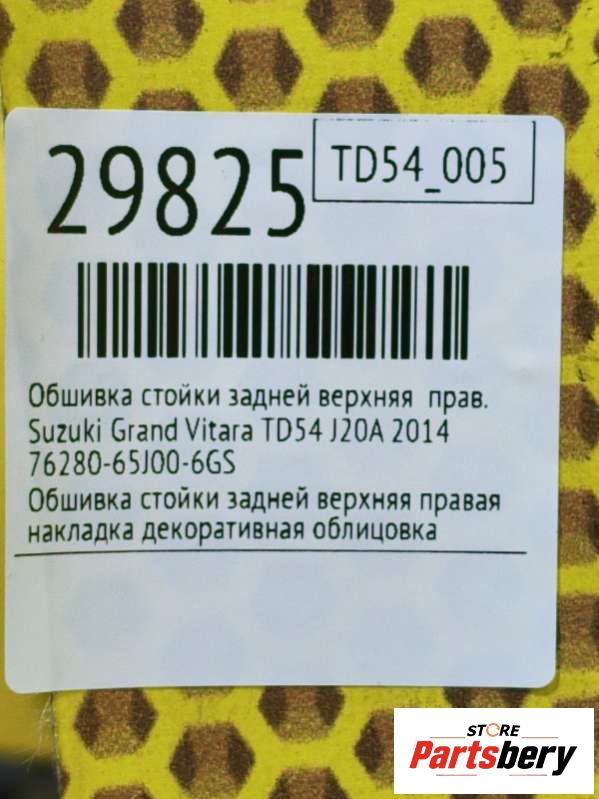 29825
TD54_005
Обшивка стойки задней верхняя прав.
Suzuki Grand Vitara TD54 J20A 2014
76280-65J00-6GS
Обшивка стойки задней верхняя правая
накладка декоративная облицовка
STORE
Partsbery